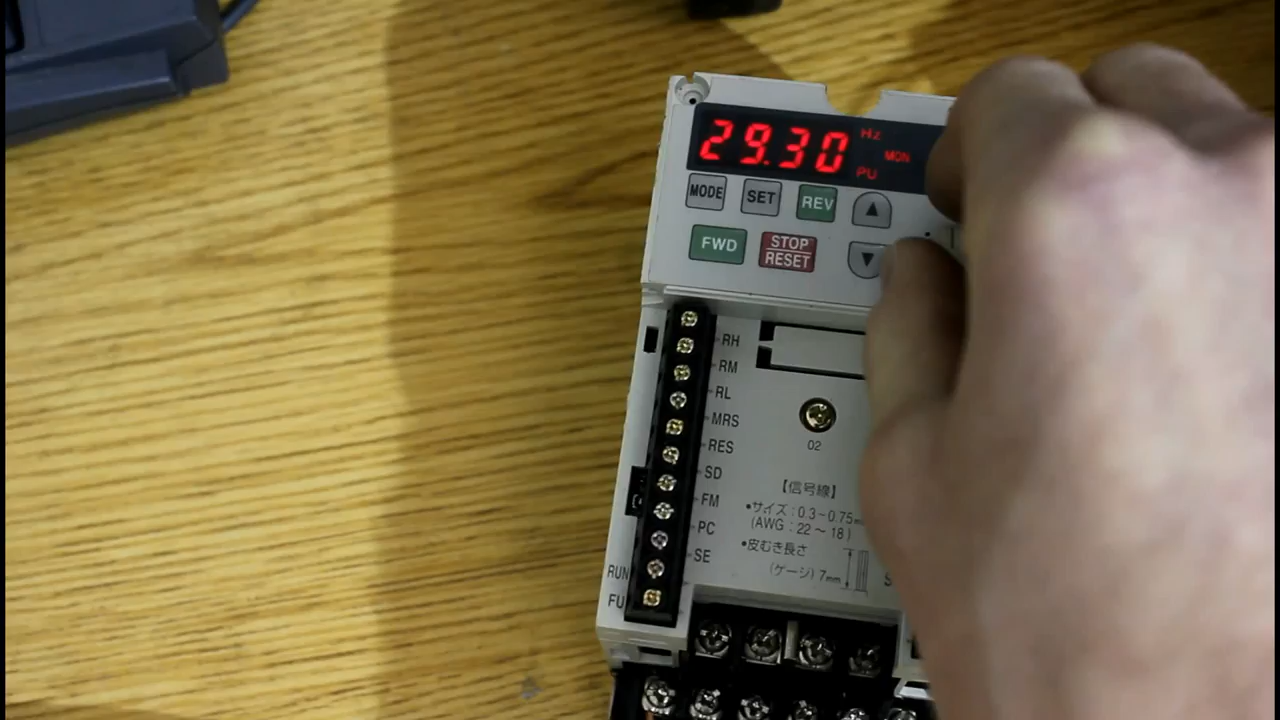 29.30
Hz
MON
PU
MODE
SET
REV
▲
FWD
STOP
RESET
▼
RH
RM
RL
MRS
RES
SD
FM
PC
SE
RUN
FU
02
【信号線】
•サイズ:0.3~0.75m
(AWG:22~18)
•皮むき長さ
(ゲージ)7mm
S